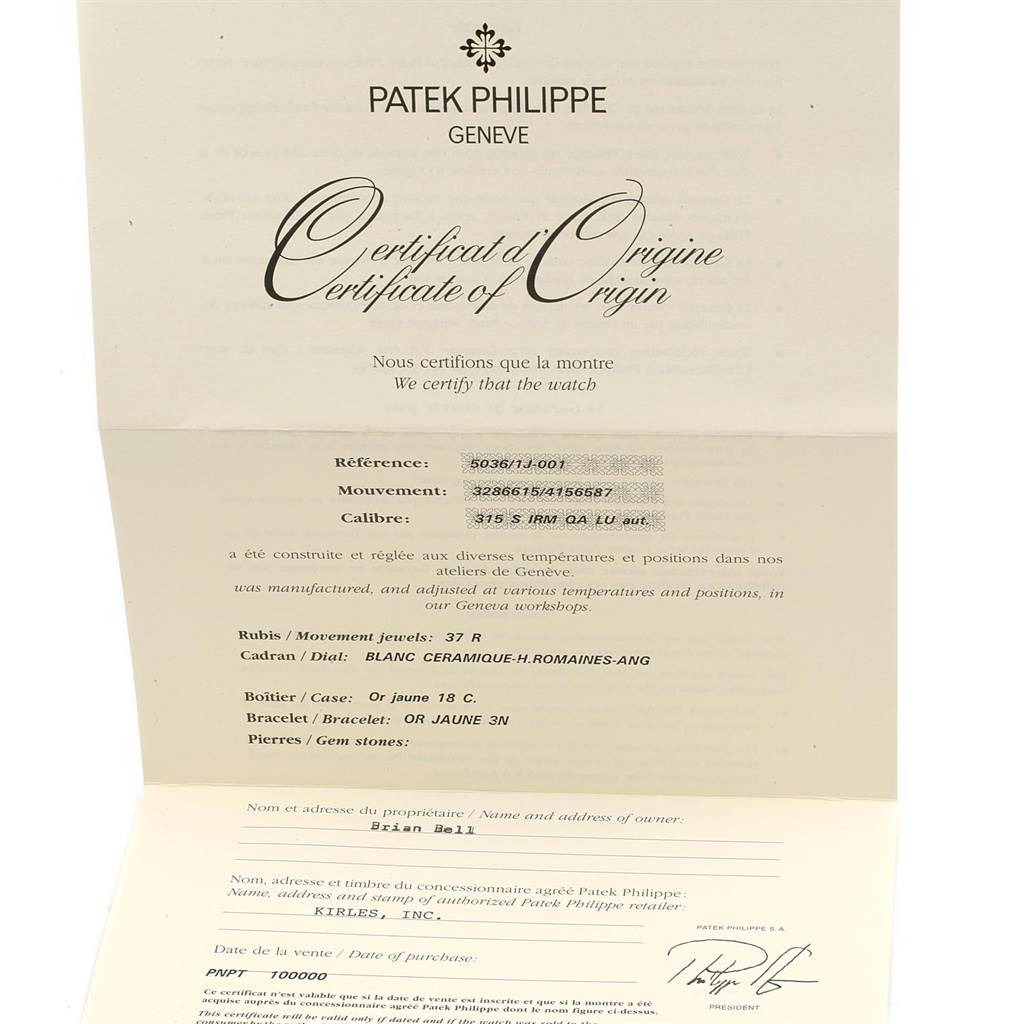 PATEK PHILIPPE
GENEVE
Certificat d'Origine
Certificate of Origin
Nous certifions que la montre
We certify that the watch
Référence: 5036/1J-001
Mouvement: 3286615/4156587
Calibre: 315 S IRM QA LU aut.
a été construite et réglée aux diverses températures et positions dans nos
ateliers de Genève.
was manufactured, and adjusted at various temperatures and positions, in
our Geneva workshops.
Rubis / Movement jewels: 37 R
Cadran / Dial: BLANC CERAMIQUE-H.ROMAINES-ANG
Boîtier / Case: Or jaune 18 C.
Bracelet / Bracelet: OR JAUNE 3N
Pierres / Gem stones:
Nom et adresse du propriétaire / Name and address of owner:
Brian Bell
Nom, adresse et timbre du concessionnaire agréé Patek Philippe:
Name, address and stamp of authorized Patek Philippe retailer:
KIRLES, INC.
PATEK PHILIPPE S.A.
Date de la vente / Date of purchase:
PNPT 100000
PRESIDENT
Ce certificat n'est valable que si la date de vente est inscrite et que si la montre a été
acquise auprès du concessionnaire agréé Patek Philippe dont le nom figure ci-dessus.
This certificate will be valid only if dated and if the watch was sold to the